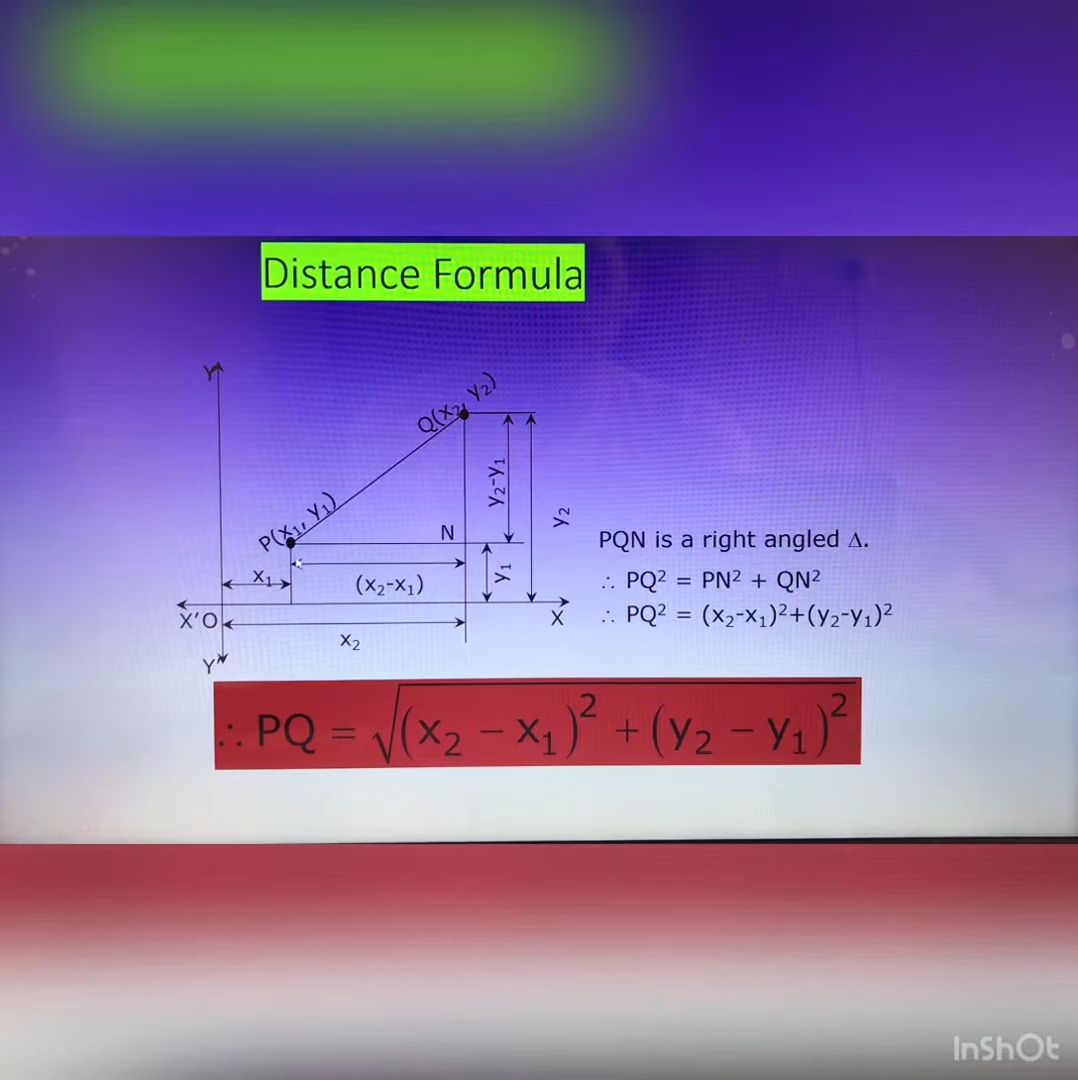 Distance Formula
Y
Q(x₂, y₂)
P(x₁, y₁)
N
y₂-y₁
y₂
y₁
x₁
(x₂-x₁)
X'O
X
x₂
Y"
PQN is a right angled Δ.
∴ PQ² = PN² + QN²
∴ PQ² = (x₂-x₁)²+(y₂-y₁)²
∴ PQ = √(x₂ − x₁)² + (y₂ − y₁)²
InShOt